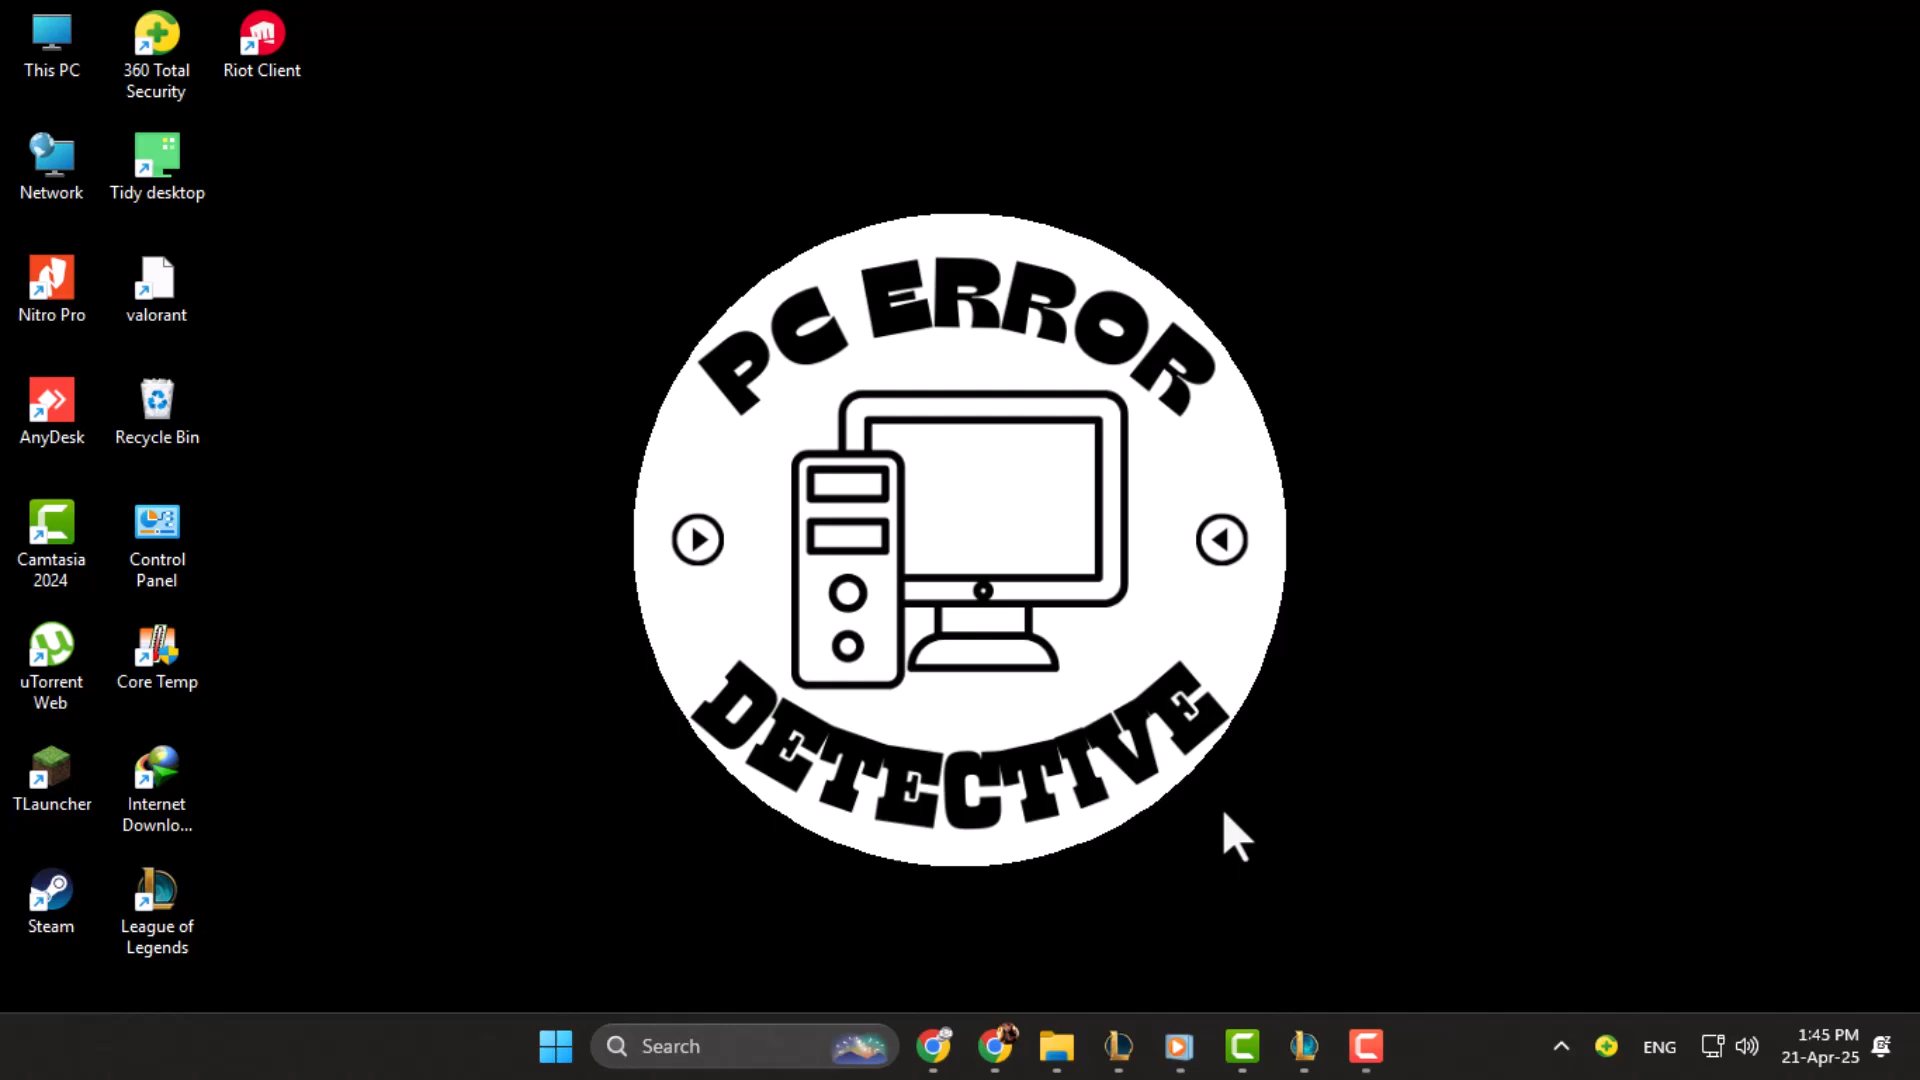 This PC
360 Total
Security
Riot Client
Network
Tidy desktop
Nitro Pro
valorant
AnyDesk
Recycle Bin
Camtasia
2024
Control
Panel
uTorrent
Web
Core Temp
TLauncher
Internet
Downlo...
Steam
League of
Legends
PC ERROR
DETECTIVE
Search
ENG
1:45 PM
21-Apr-25